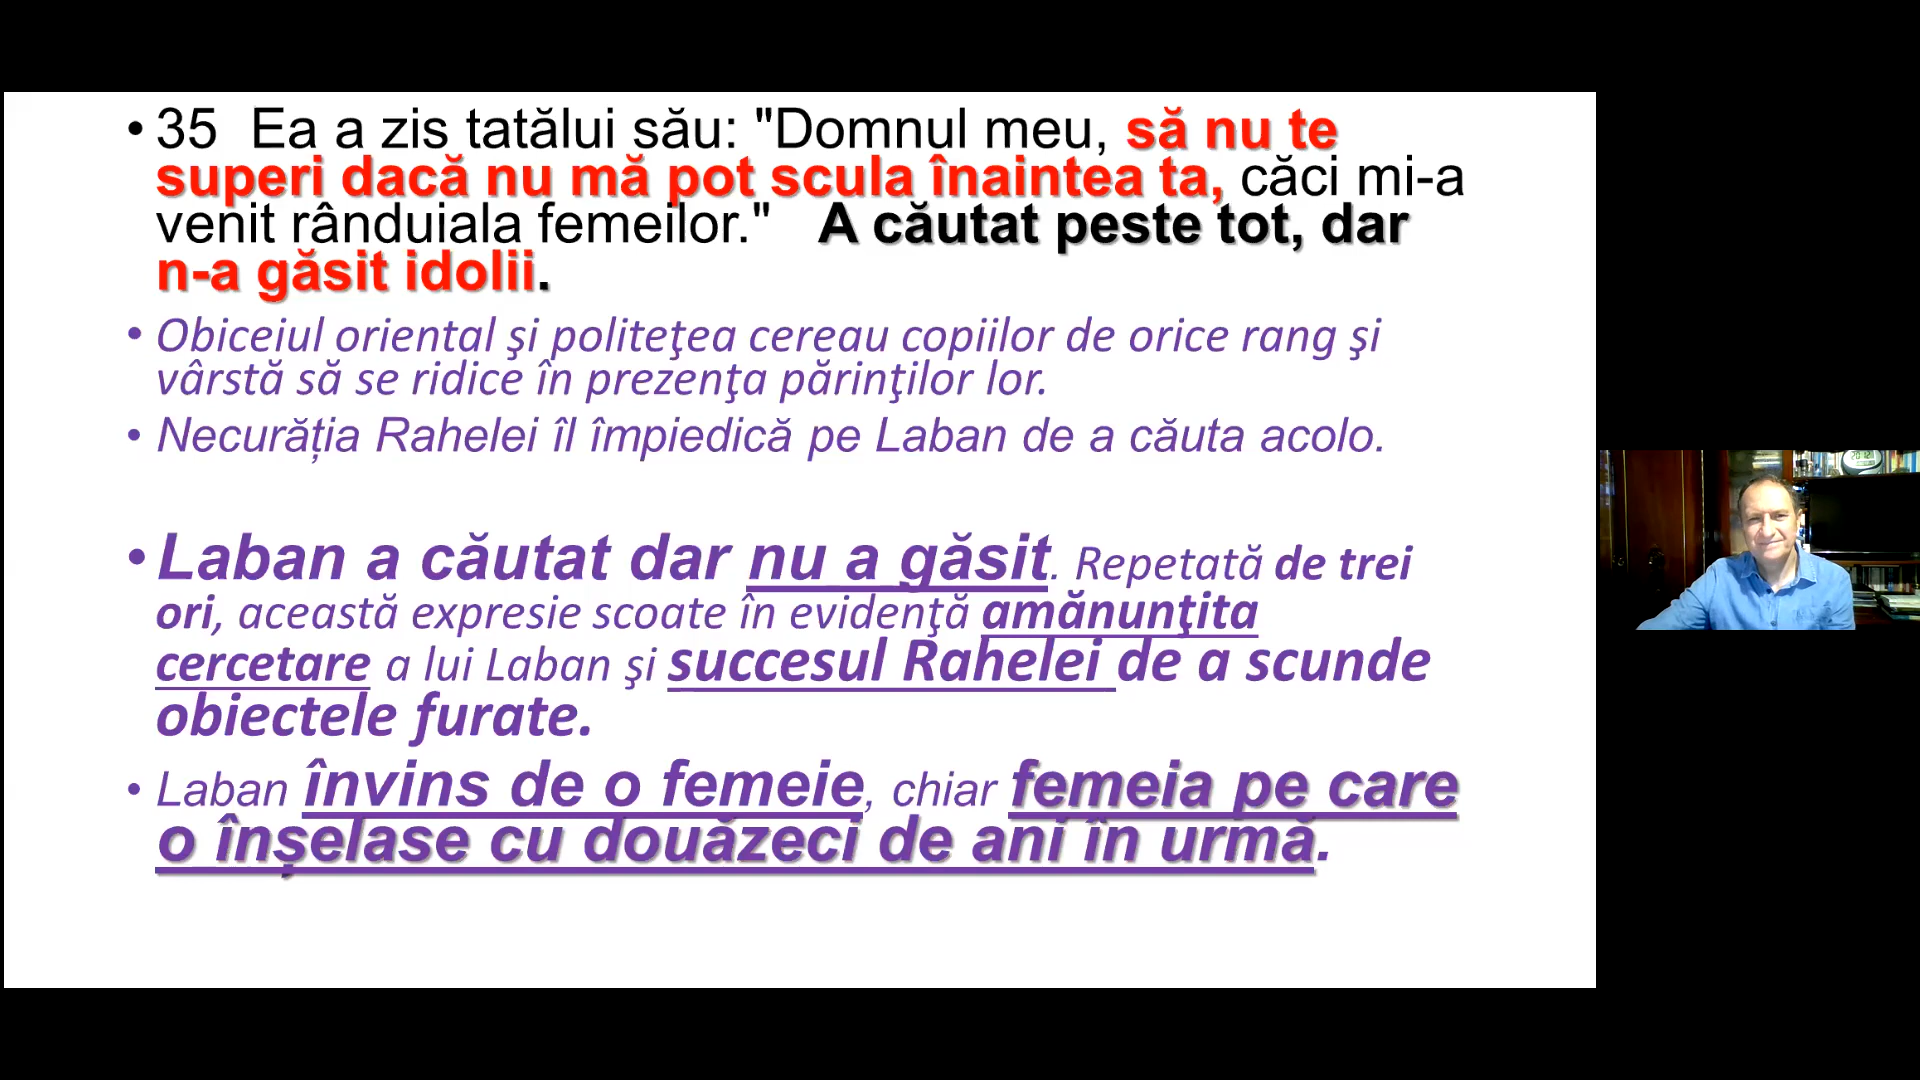 • 35 Ea a zis tatălui său: "Domnul meu, să nu te
superi dacă nu mă pot scula înaintea ta, căci mi-a
venit rânduiala femeilor." A căutat peste tot, dar
n-a găsit idolii.
• Obiceiul oriental şi politeţea cereau copiilor de orice rang şi
vârstă să se ridice în prezenţa părinţilor lor.
• Necurăția Rahelei îl împiedică pe Laban de a căuta acolo.
• Laban a căutat dar nu a găsit. Repetată de trei
ori, această expresie scoate în evidenţă amănunţita
cercetare a lui Laban şi succesul Rahelei de a scunde
obiectele furate.
• Laban învins de o femeie, chiar femeia pe care
o înșelase cu douăzeci de ani în urmă.